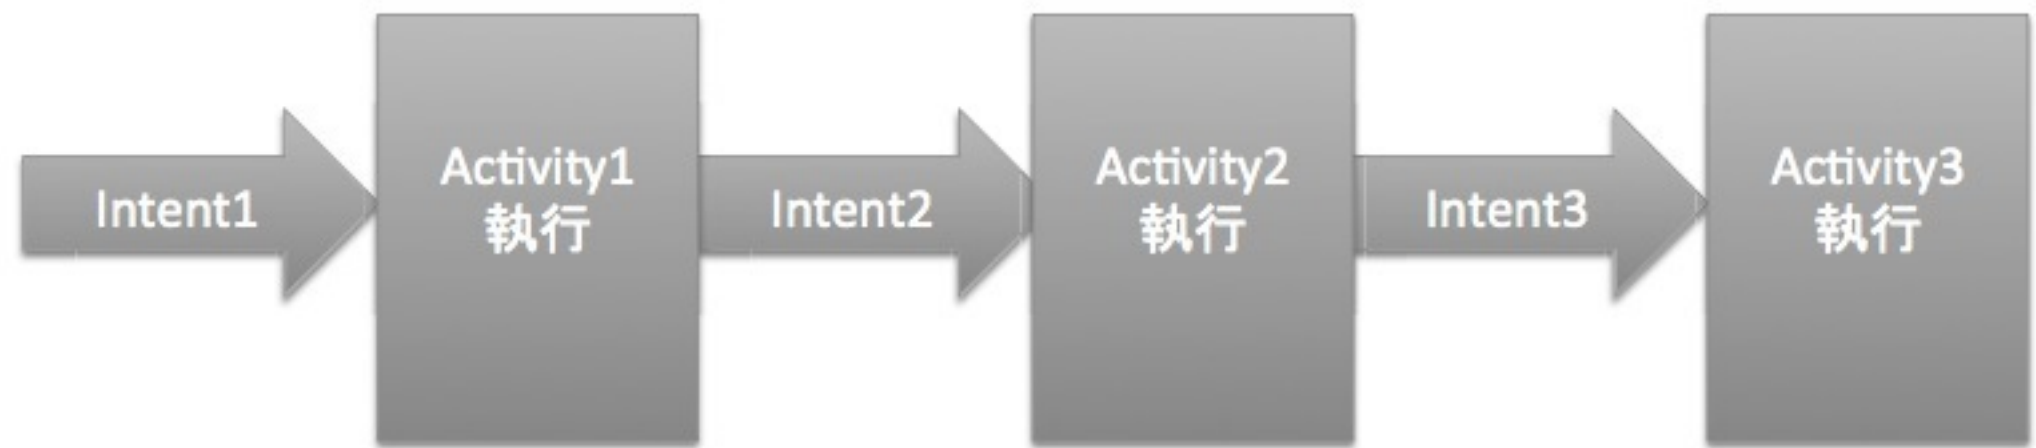 Intent1
Activity1
執行
Intent2
Activity2
執行
Intent3
Activity3
執行